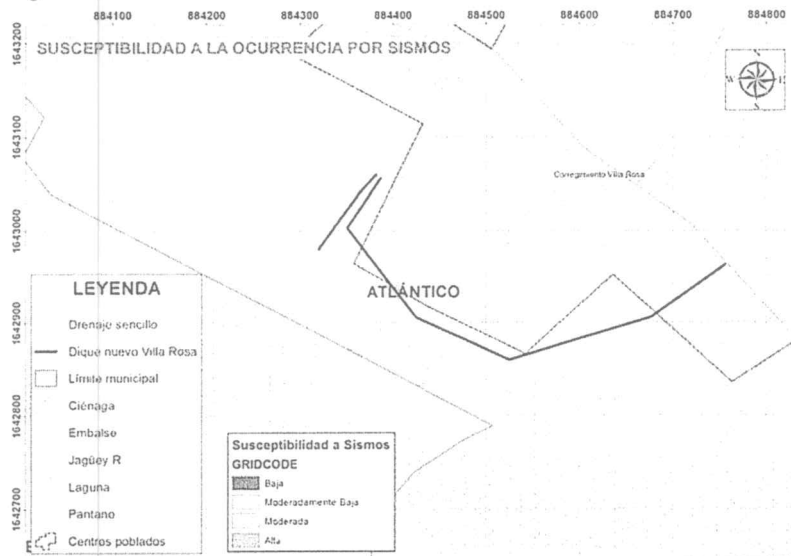 884100 884200 884300 884400 884500 884600 884700 884800
1643200
SUSCEPTIBILIDAD A LA OCURRENCIA POR SISMOS
N
W E
1643100
Corregimiento Villa Rosa
1643000
ATLÁNTICO
1642900
1642800
1642700
LEYENDA
Drenaje sencillo
Dique nuevo Villa Rosa
Límite municipal
Ciénaga
Embalse
Jagüey R
Laguna
Pantano
Centros poblados
Susceptibilidad a Sismos
GRIDCODE
Baja
Moderadamente Baja
Moderada
Alta